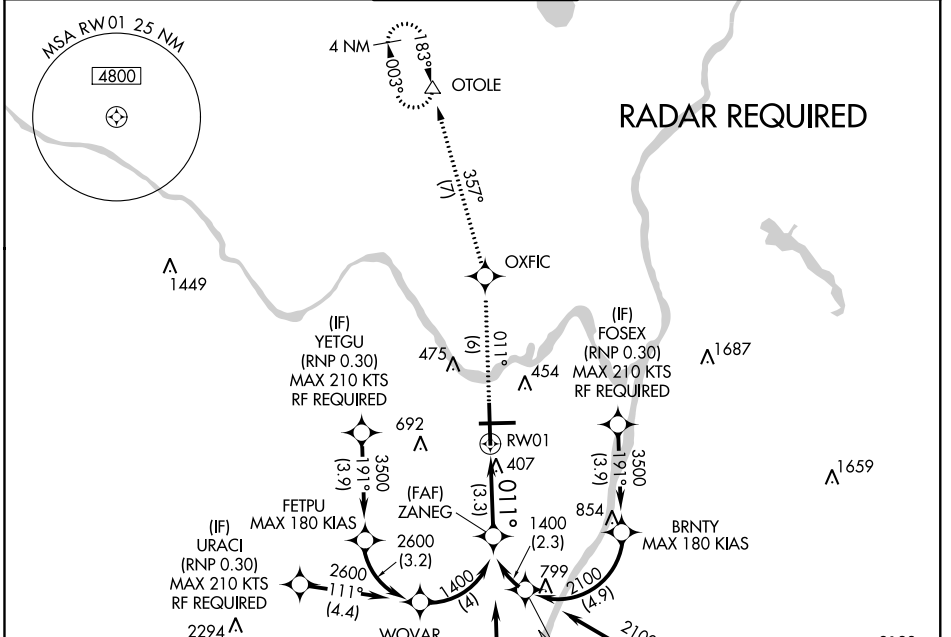 MSA RW01 25 NM
4800
4 NM
183°
003°
OTOLE
RADAR REQUIRED
357°
(7)
OXFIC
1449
011°
(6)
(IF)
YETGU
(RNP 0.30)
MAX 210 KTS
RF REQUIRED
475
454
(IF)
FOSEX
(RNP 0.30)
MAX 210 KTS
RF REQUIRED
1687
692
RW01
407
1659
3500
191°
(3.9)
(FAF)
ZANEG
(3.3)
011°
3500
191°
(3.9)
854
FETPU
MAX 180 KIAS
BRNTY
MAX 180 KIAS
2600
(3.2)
1400
(2.3)
(IF)
URACI
(RNP 0.30)
MAX 210 KTS
RF REQUIRED
2600
111°
(4.4)
1400
(4)
799
2100
(4.9)
2294
WOVAR